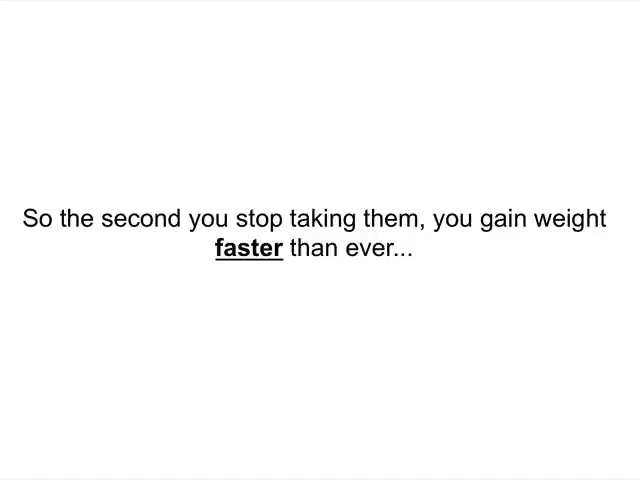 So the second you stop taking them, you gain weight
faster than ever...